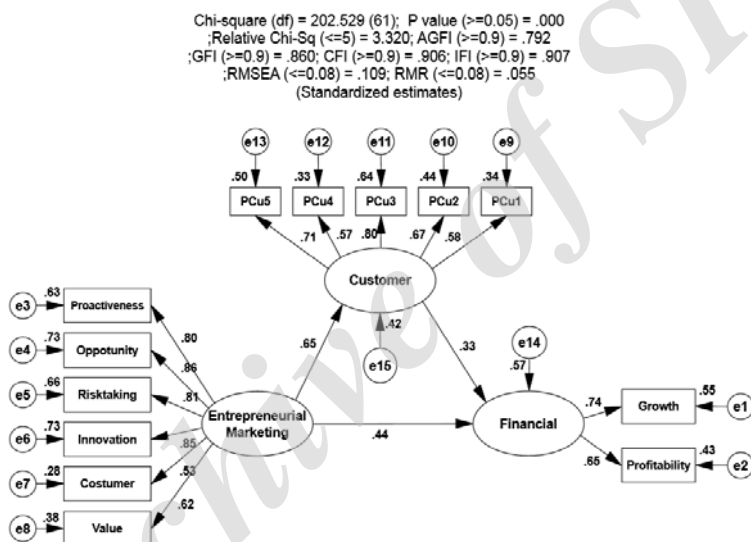 Chi-square (df) = 202.529 (61); P value (>=0.05) = .000
;Relative Chi-Sq (<=5) = 3.320; AGFI (>=0.9) = .792
;GFI (>=0.9) = .860; CFI (>=0.9) = .906; IFI (>=0.9) = .907
;RMSEA (<=0.08) = .109; RMR (<=0.08) = .055
(Standardized estimates)
e13 e12 e11 e10 e9
.50 .33 .64 .44 .34
PCu5 PCu4 PCu3 PCu2 PCu1
.71 .57 .80 .67 .58
Customer
.42
e15
.65
.33
e14
.57
.44
e3 .63 Proactiveness .80
e4 .73 Oppotunity .86
e5 .66 Risktaking .81
e6 .73 Innovation .85
e7 .28 Costumer .53
e8 .38 Value .62
Entrepreneurial
Marketing
Financial
.74 Growth .55 e1
.65 Profitability .43 e2
chive of SI